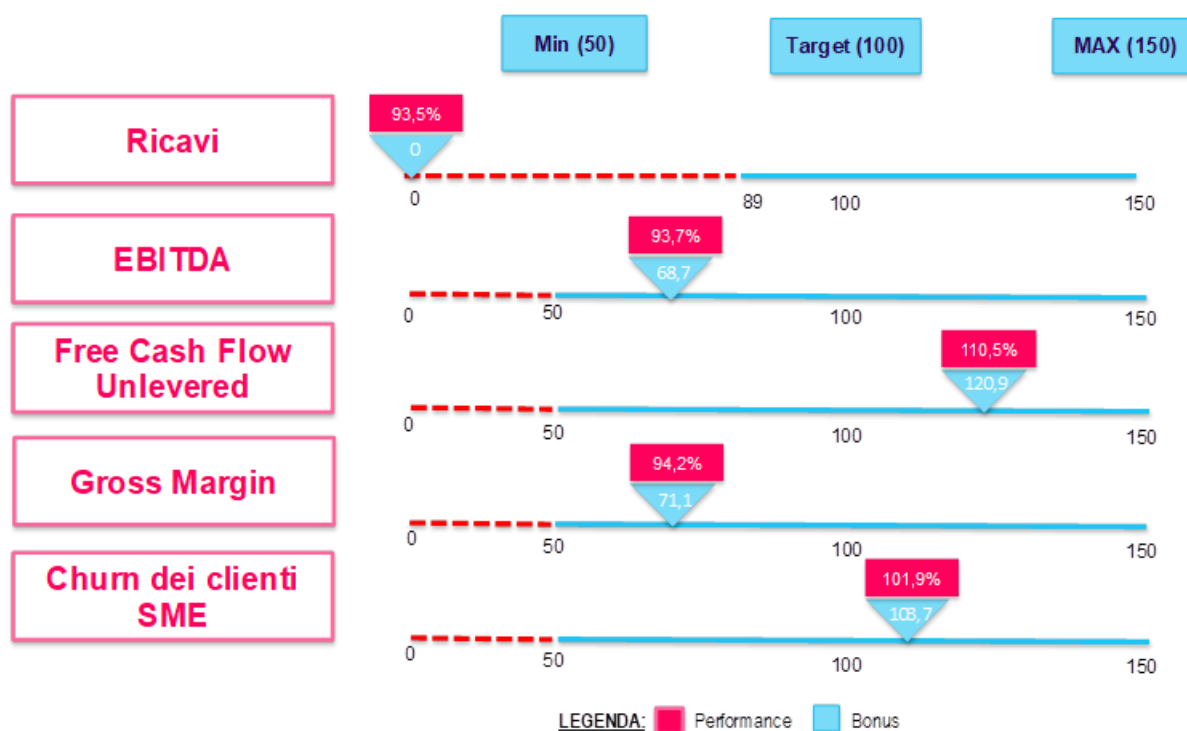 Min (50)
Target (100)
MAX (150)
Ricavi
93,5%
0
0
89
100
150
EBITDA
93,7%
68,7
0
50
100
150
Free Cash Flow
Unlevered
110,5%
120,9
0
50
100
150
Gross Margin
94,2%
71,1
0
50
100
150
Churn dei clienti
SME
101,9%
103,7
0
50
100
150
LEGENDA:
Performance
Bonus